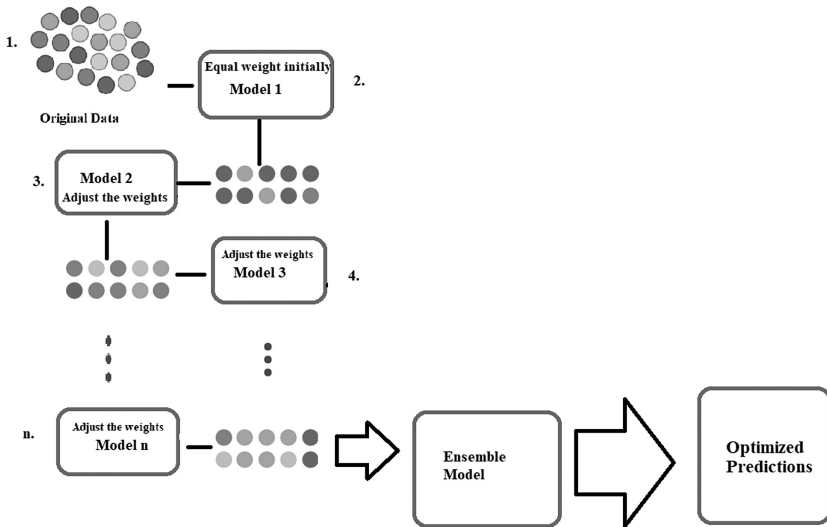 1.
Original Data
Equal weight initially
Model 1
2.
3.
Model 2
Adjust the weights
Adjust the weights
Model 3
4.
n.
Adjust the weights
Model n
Ensemble
Model
Optimized
Predictions